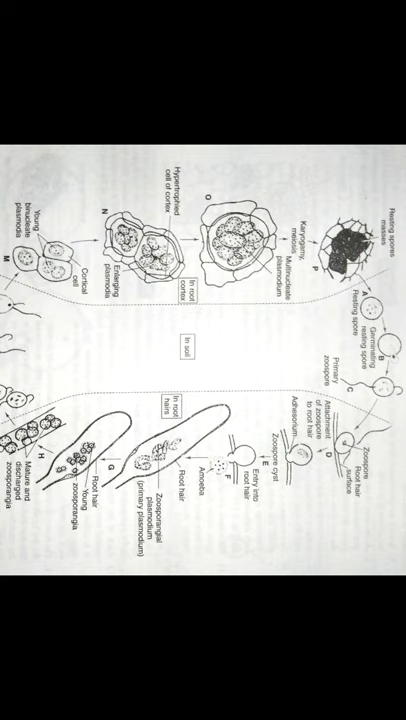 Resting spores
masses
P
Karyogamy,
meiosis
O
Multinucleate
plasmodium
Hypertrophied
cell of cortex
N
Enlarging
plasmodia
Young
binucleate
plasmodia
M
Cortical
cell
In root
cortex
A
Resting spore
Germinating
resting spore
B
Primary
zoospore
C
In soil
In root
hairs
Zoospore
Root hair
surface
D
Attachment
of zoospore
to root hair
Adhesorium
Zoospore cyst
E
Entry into
root hair
F
Amoeba
Root hair
Zoosporangial
plasmodium
(primary plasmodium)
G
Root hair
Young
zoosporangia
H
Mature and
discharged
zoosporangia